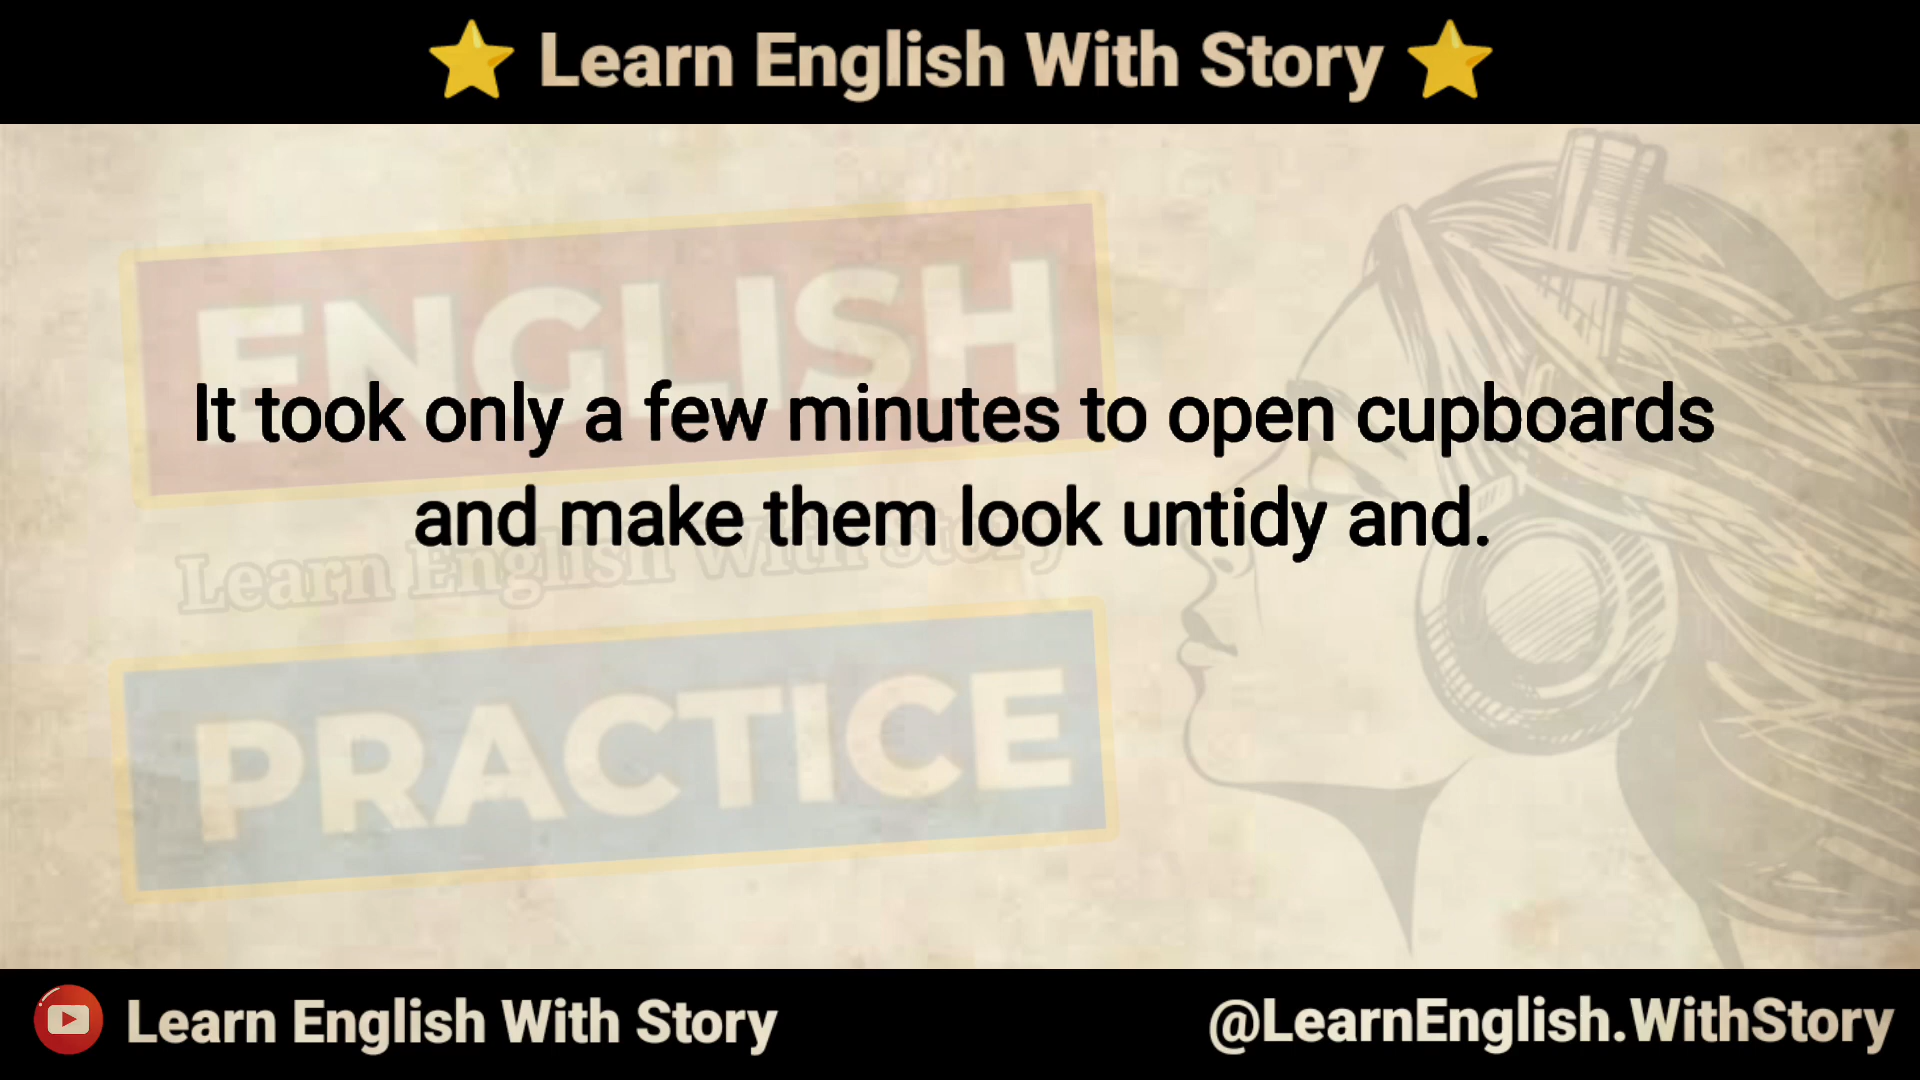 ⭐ Learn English With Story ⭐
ENGLISH
It took only a few minutes to open cupboards
and make them look untidy and.
Learn English With Story
PRACTICE
Learn English With Story
@LearnEnglish.WithStory